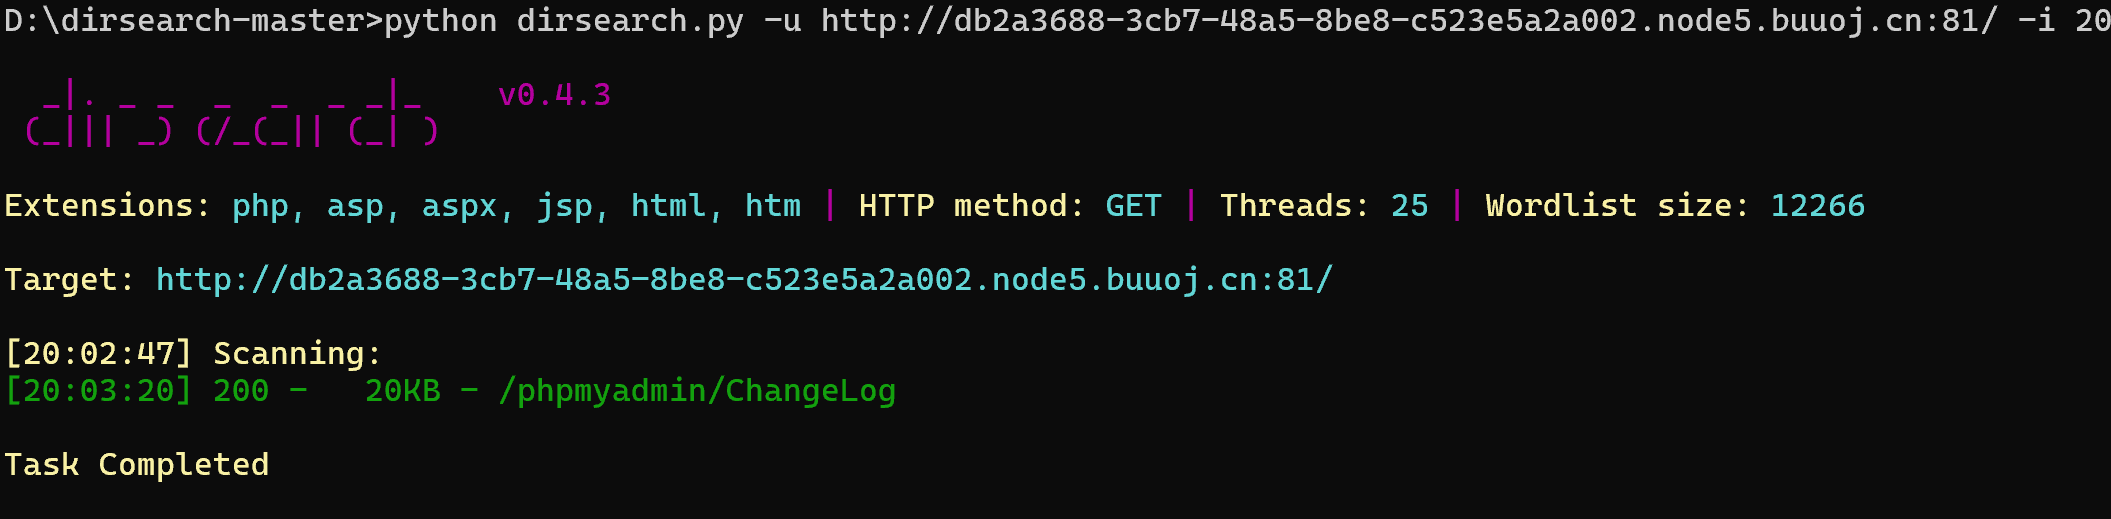 D:\dirsearch-master>python dirsearch.py -u http://db2a3688-3cb7-48a5-8be8-c523e5a2a002.node5.buuoj.cn:81/ -i 20
  _|. _ _  _  _  _ _|_    v0.4.3
 (_||| _) (/_(_|| (_| )
Extensions: php, asp, aspx, jsp, html, htm | HTTP method: GET | Threads: 25 | Wordlist size: 12266
Target: http://db2a3688-3cb7-48a5-8be8-c523e5a2a002.node5.buuoj.cn:81/
[20:02:47] Scanning:
[20:03:20] 200 -   20KB - /phpmyadmin/ChangeLog
Task Completed